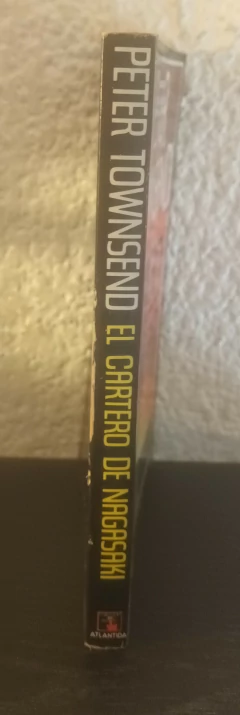 PETER TOWNSEND EL CARTERO DE NAGASAKI
ATLANTIDA